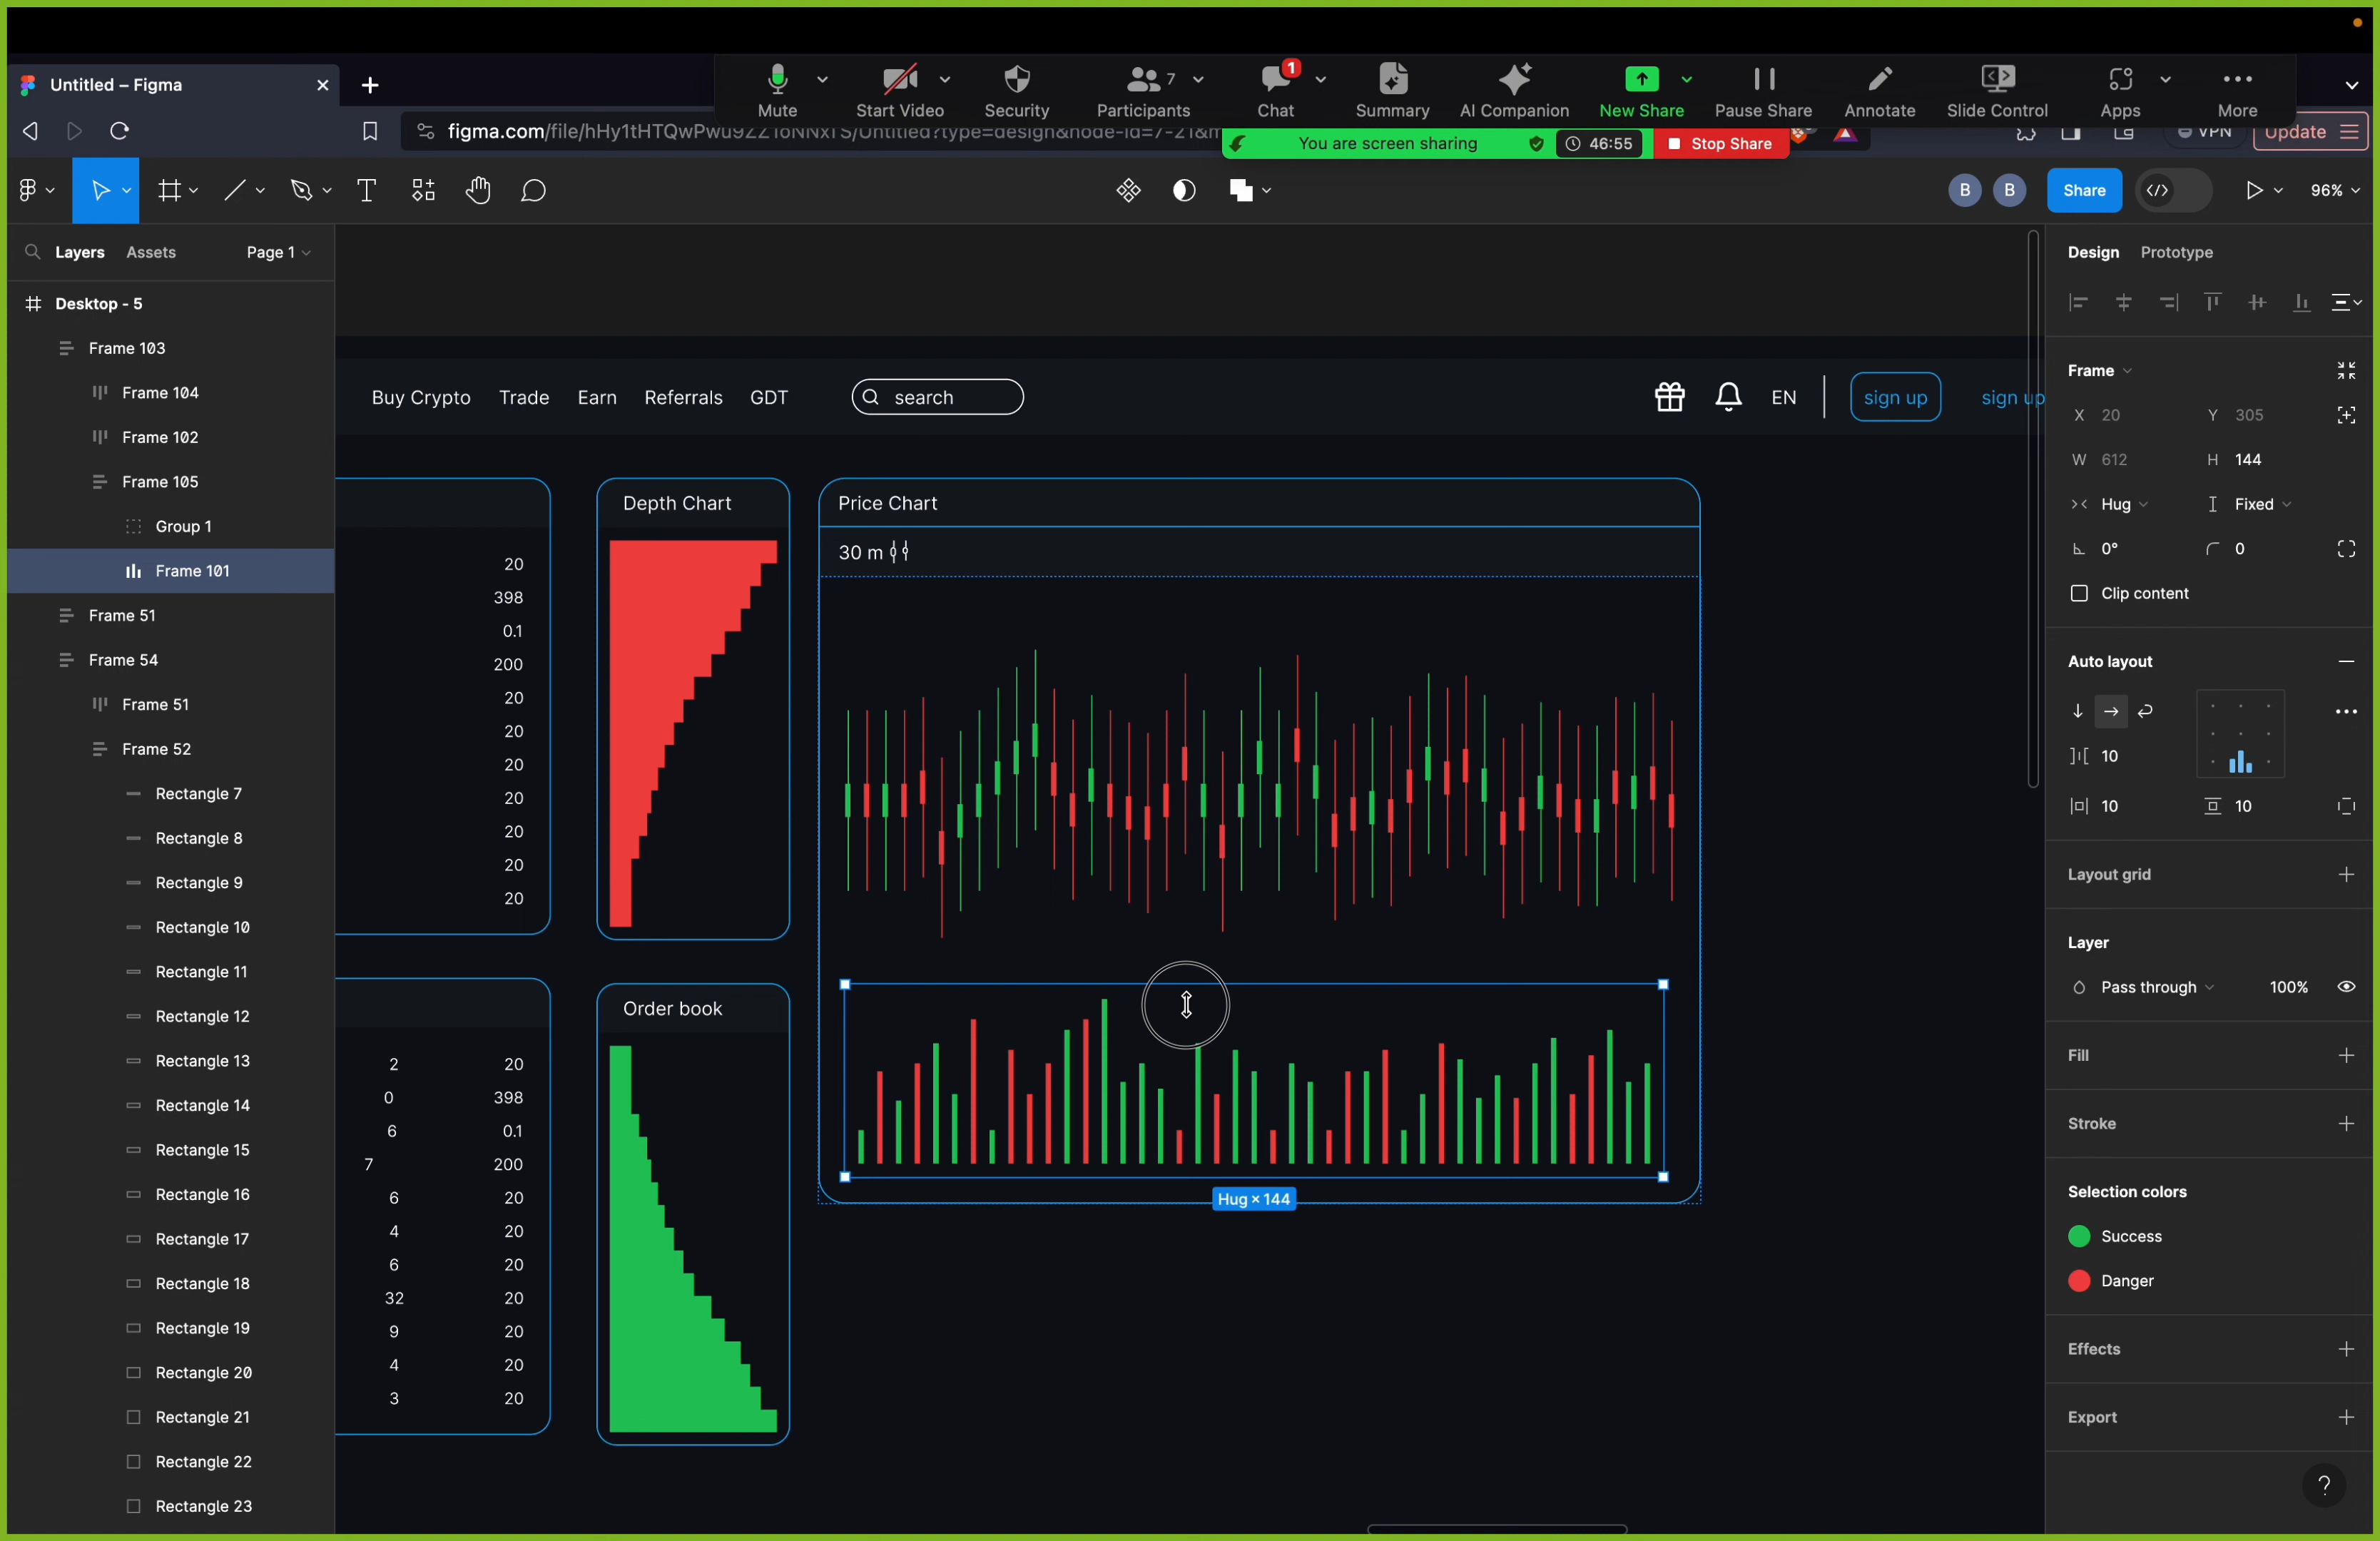 Untitled – Figma
Mute
Start Video
Security
7
Participants
1
Chat
Summary
AI Companion
New Share
Pause Share
Annotate
Slide Control
Apps
More
You are screen sharing
46:55
Stop Share
VPN
Update
B
B
Share
96%
Layers
Assets
Page 1
Desktop - 5
Frame 103
Frame 104
Frame 102
Frame 105
Group 1
Frame 101
Frame 51
Frame 54
Frame 51
Frame 52
Rectangle 7
Rectangle 8
Rectangle 9
Rectangle 10
Rectangle 11
Rectangle 12
Rectangle 13
Rectangle 14
Rectangle 15
Rectangle 16
Rectangle 17
Rectangle 18
Rectangle 19
Rectangle 20
Rectangle 21
Rectangle 22
Rectangle 23
Buy Crypto
Trade
Earn
Referrals
GDT
search
EN
sign up
sign up
20
398
0.1
200
20
20
20
20
20
20
20
Depth Chart
Price Chart
30 m
Hug × 144
2 20
0 398
6 0.1
7 200
6 20
4 20
6 20
32 20
9 20
4 20
3 20
Order book
Design
Prototype
Frame
X 20
Y 305
W 612
H 144
Hug
Fixed
0°
0
Clip content
Auto layout
10
10
10
Layout grid
Layer
Pass through
100%
Fill
Stroke
Selection colors
Success
Danger
Effects
Export
?